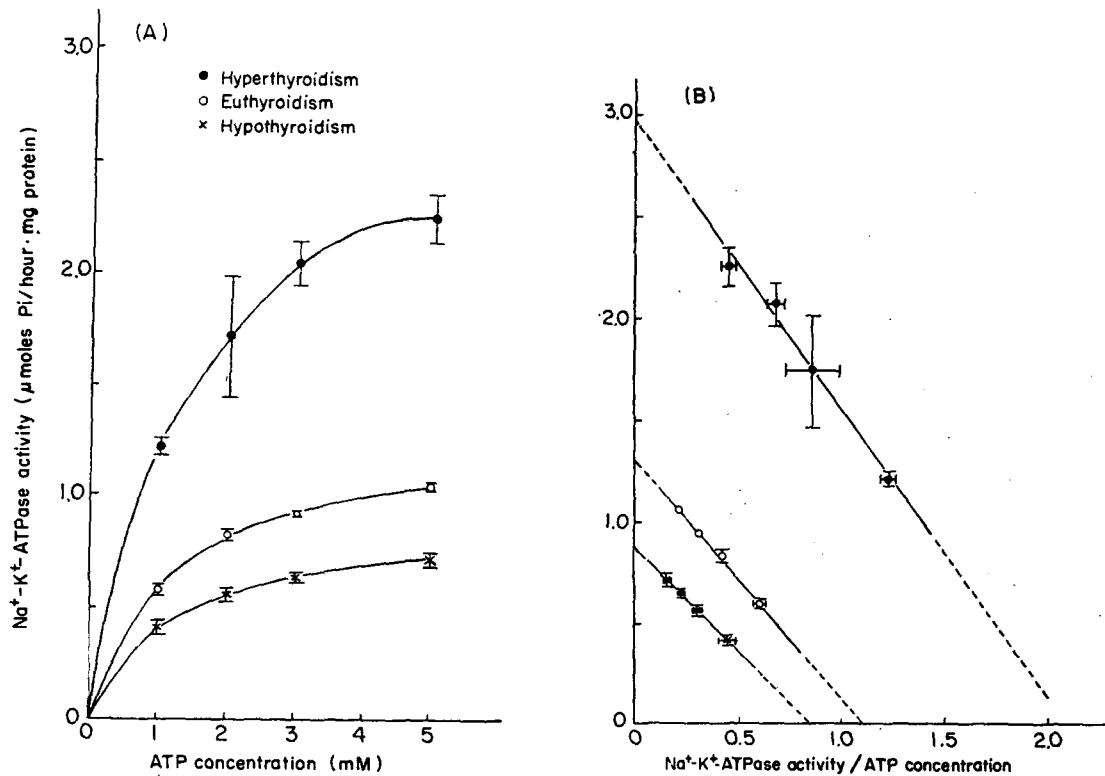 (A)
3.0
2.0
1.0
0
Hyperthyroidism
Euthyroidism
Hypothyroidism
Na⁺-K⁺-ATPase activity (μmoles Pi/hour·mg protein)
0 1 2 3 4 5
ATP concentration (mM)
(B)
3.0
2.0
1.0
0
0 0.5 1.0 1.5 2.0
Na⁺-K⁺-ATPase activity/ATP concentration